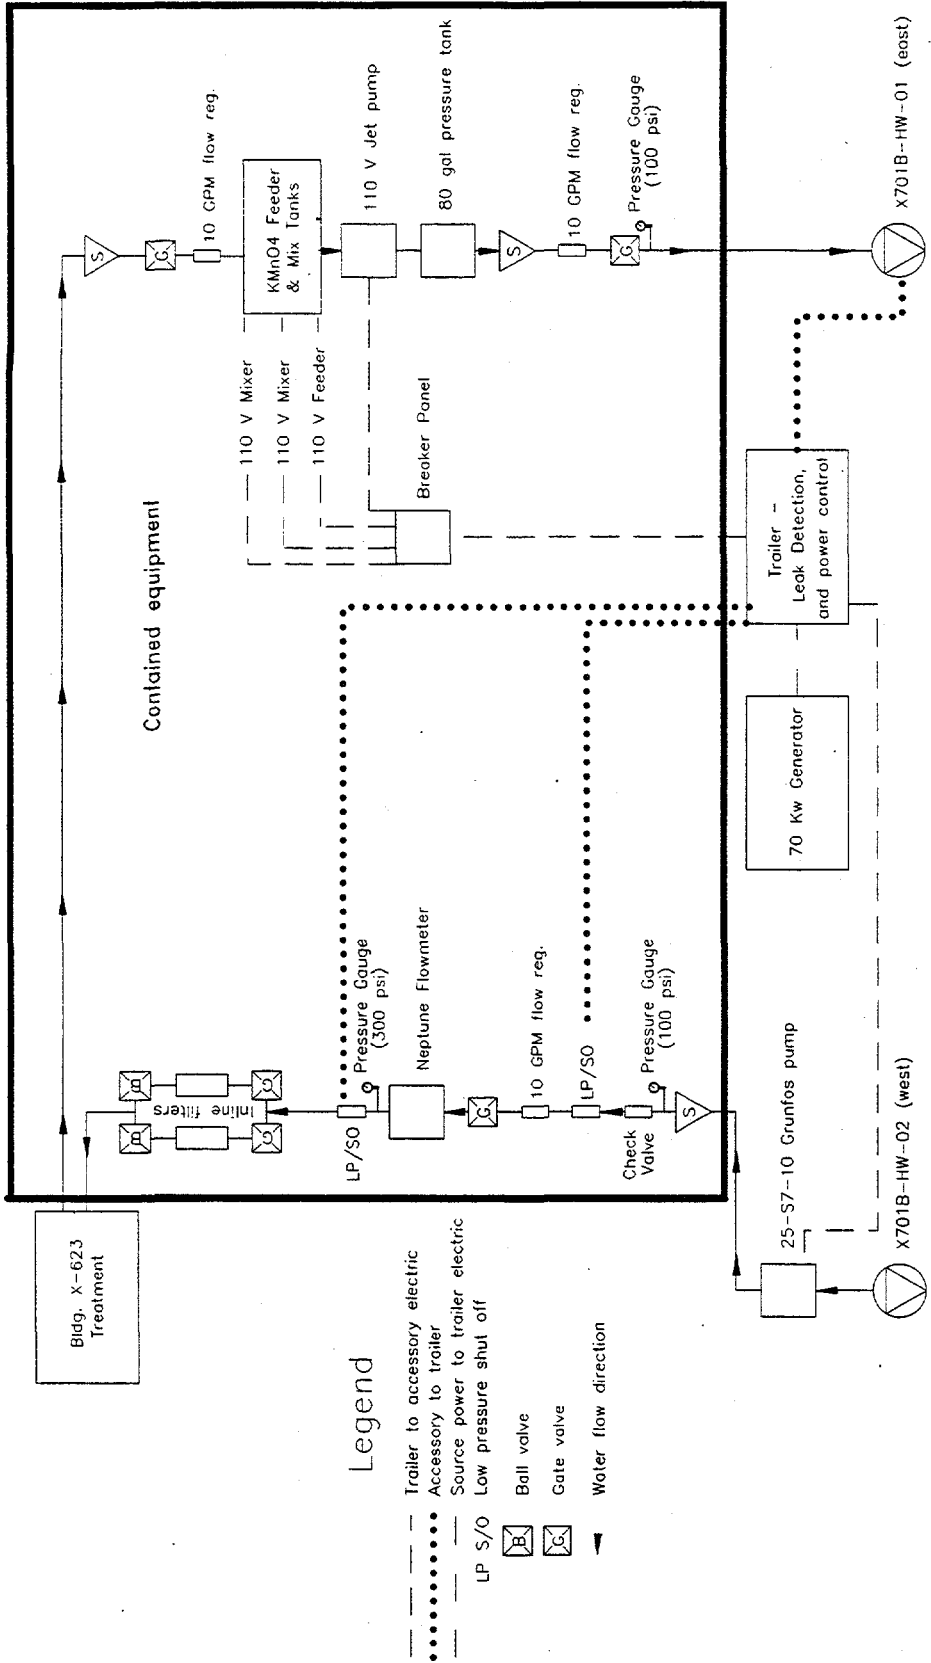 Bldg. X-623
Treatment
Contained equipment
B
B
Inline filters
G
G
LP/SO
Pressure Gauge
(300 psi)
Neptune Flowmeter
G
10 GPM flow reg.
LP/SO
Check
Valve
Pressure Gauge
(100 psi)
S
S
G
10 GPM flow reg.
KMnO4 Feeder
& Mix Tanks
110 V Mixer
110 V Mixer
110 V Feeder
110 V Jet pump
80 gal pressure tank
Breaker Panel
S
10 GPM flow reg.
G
Pressure Gauge
(100 psi)
70 Kw Generator
Trailer -
Leak Detection,
and power control
25-S7-10 Grunfos pump
X701B-HW-02 (west)
X701B-HW-01 (east)
Legend
Trailer to accessory electric
Accessory to trailer
Source power to trailer electric
LP S/O Low pressure shut off
B Ball valve
G Gate valve
Water flow direction